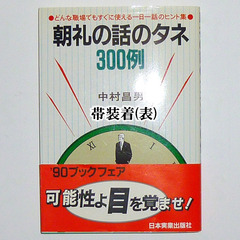 ●どんな職場でもすぐに使える一日一話のヒント集●
朝礼の話のタネ
300例
中村昌男
帯装着(表)
XII
'90ブックフェア
可能性よ目を覚ませ!
日本実業出版社